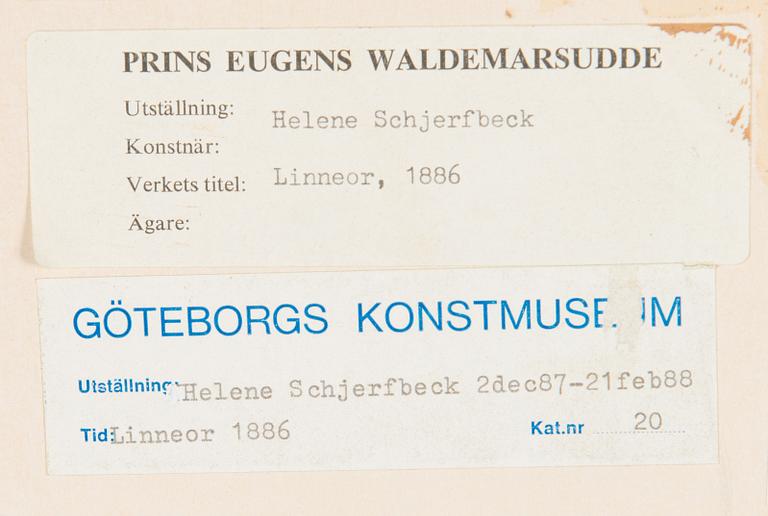 PRINS EUGENS WALDEMARSUDDE
Utställning: Helene Schjerfbeck
Konstnär:
Verkets titel: Linneor, 1886
Ägare:
GÖTEBORGS KONSTMUSEUM
Utställning: Helene Schjerfbeck 2dec87-21feb88
Tid: Linneor 1886 Kat.nr 20